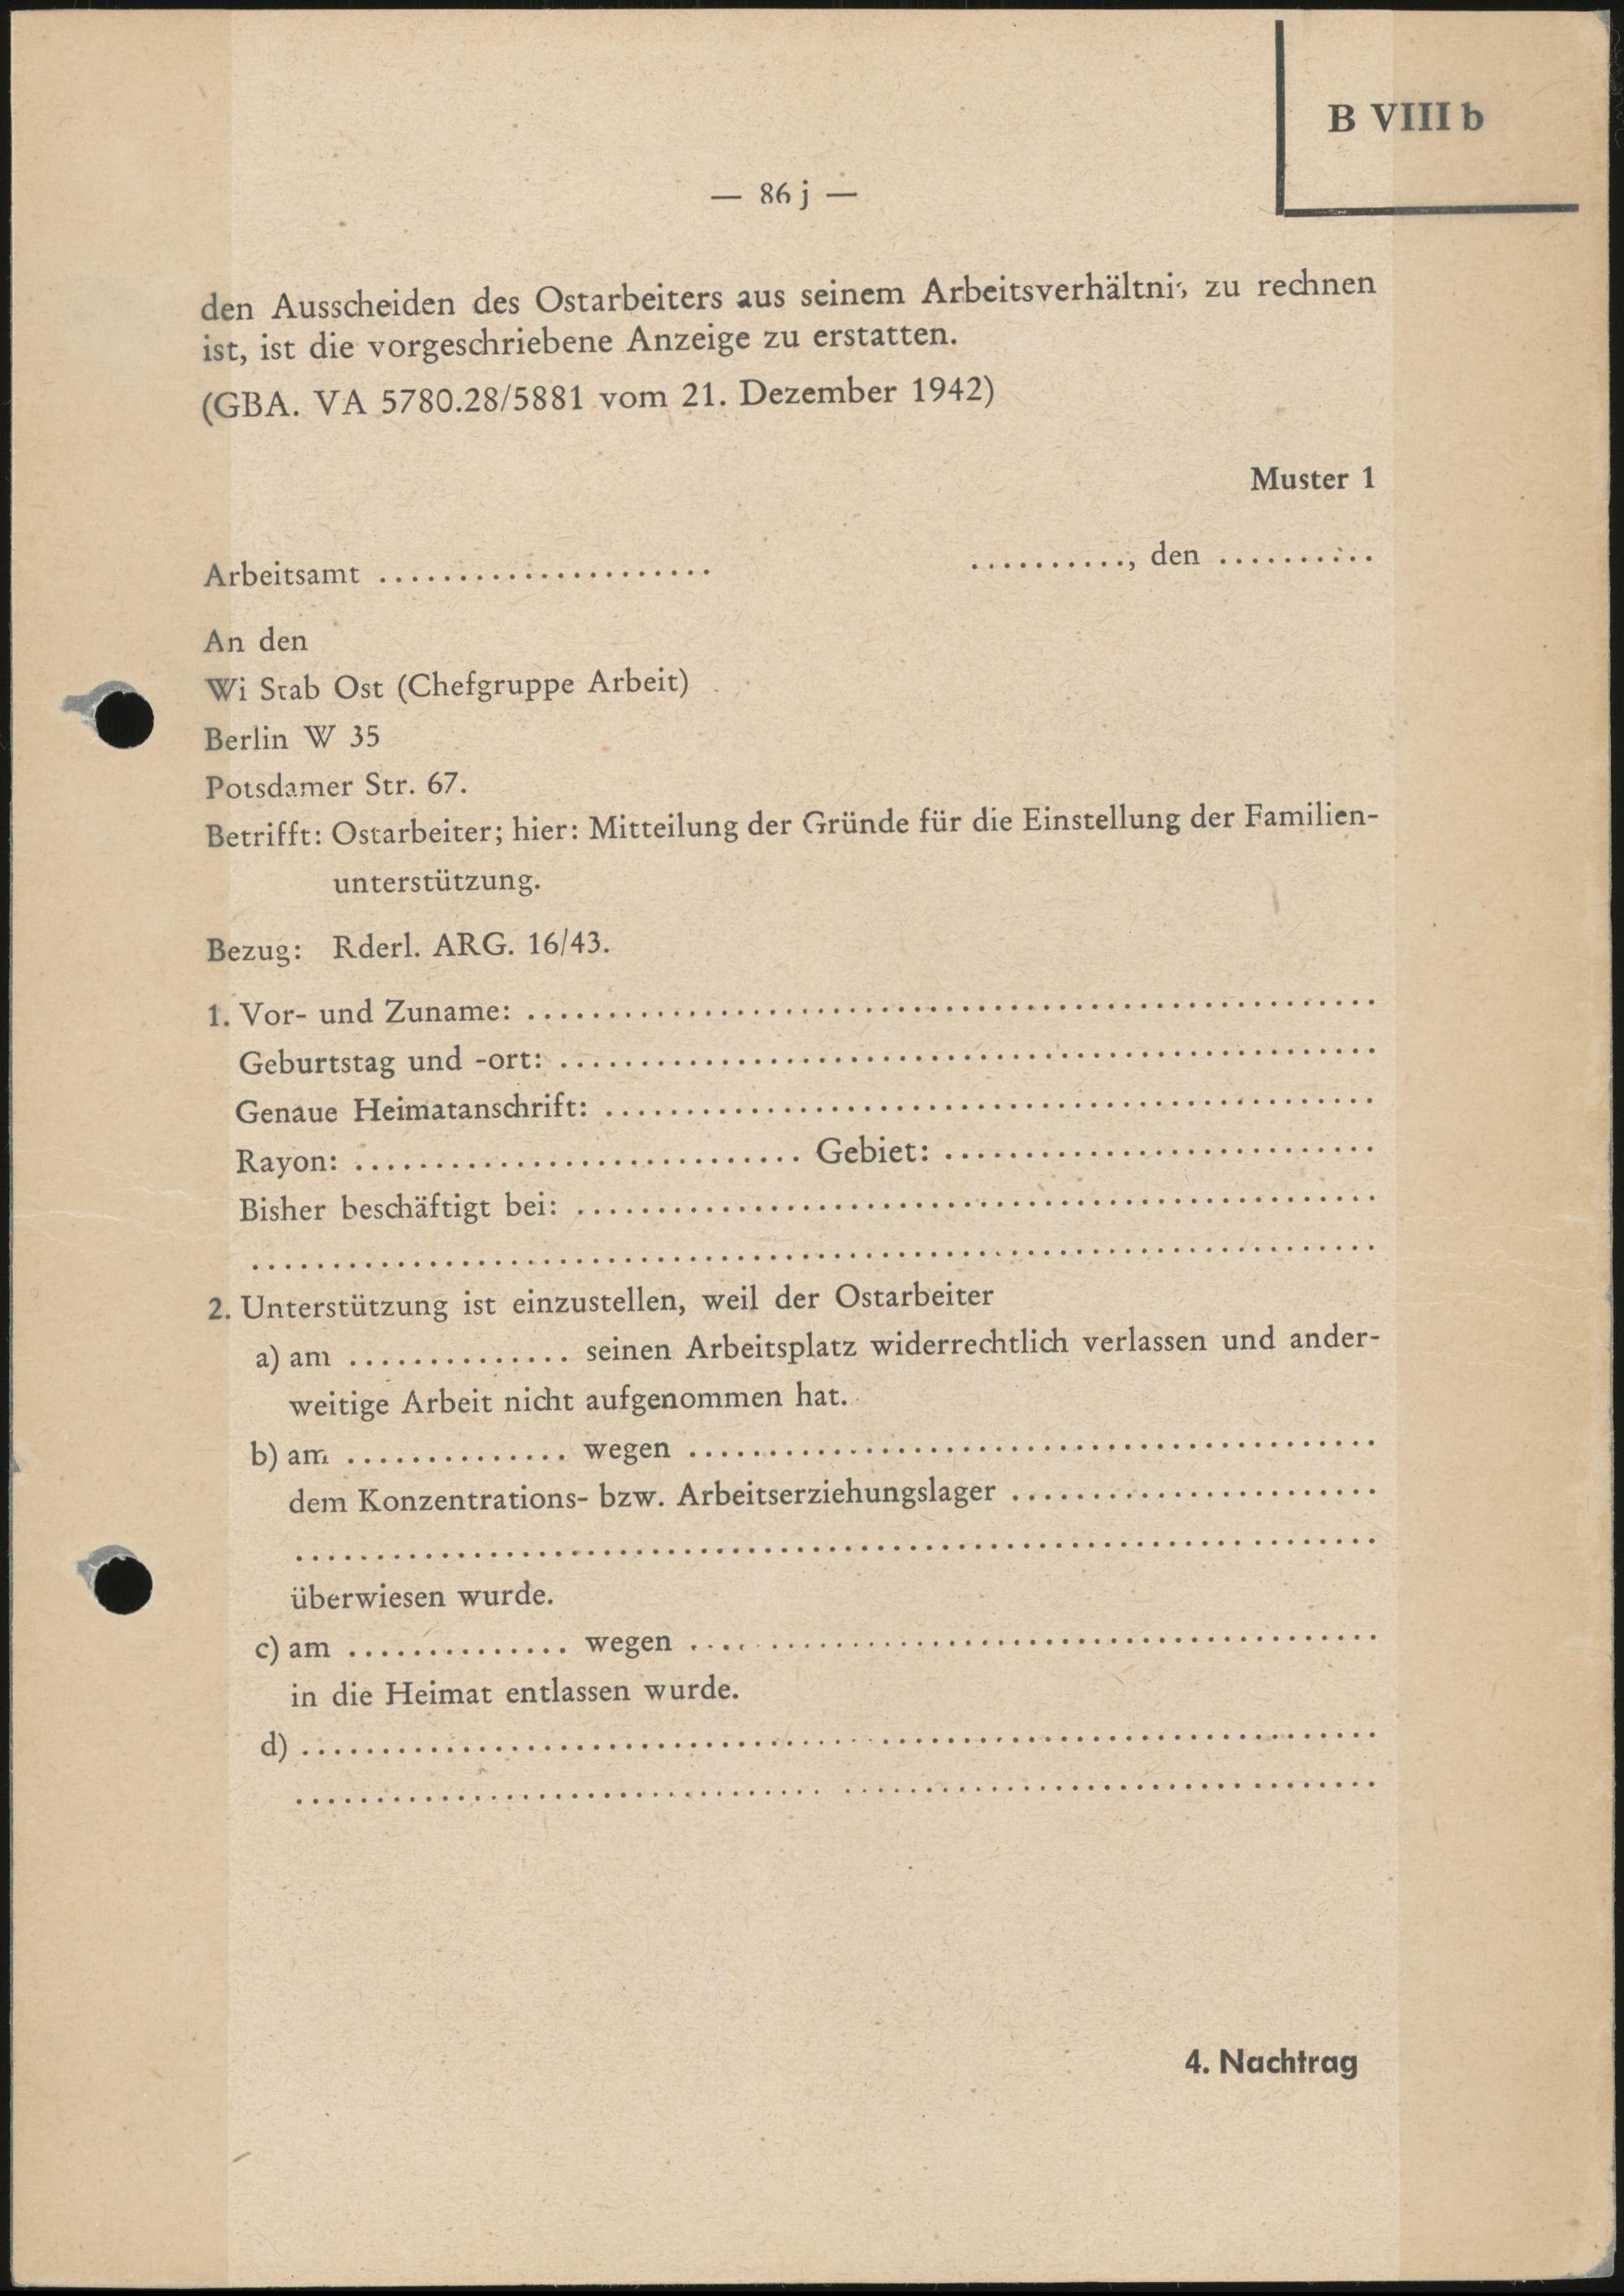 B VIII b
— 86 j —
den Ausscheiden des Ostarbeiters aus seinem Arbeitsverhältnis zu rechnen
ist, ist die vorgeschriebene Anzeige zu erstatten.
(GBA. VA 5780.28/5881 vom 21. Dezember 1942)
Muster 1
Arbeitsamt ..................... .........., den ..........
An den
Wi Stab Ost (Chefgruppe Arbeit)
Berlin W 35
Potsdamer Str. 67.
Betrifft: Ostarbeiter; hier: Mitteilung der Gründe für die Einstellung der Familien-
unterstützung.
Bezug: Rderl. ARG. 16/43.
1. Vor- und Zuname: ....................................................
Geburtstag und -ort: ..................................................
Genaue Heimatanschrift: ...............................................
Rayon: ............................ Gebiet: ...........................
Bisher beschäftigt bei: .................................................
......................................................................
2. Unterstützung ist einzustellen, weil der Ostarbeiter
a) am .............. seinen Arbeitsplatz widerrechtlich verlassen und ander-
weitige Arbeit nicht aufgenommen hat.
b) am .............. wegen ..........................................
dem Konzentrations- bzw. Arbeitserziehungslager .......................
...................................................................
überwiesen wurde.
c) am .............. wegen ..........................................
in die Heimat entlassen wurde.
d) ...................................................................
...................................................................
4. Nachtrag